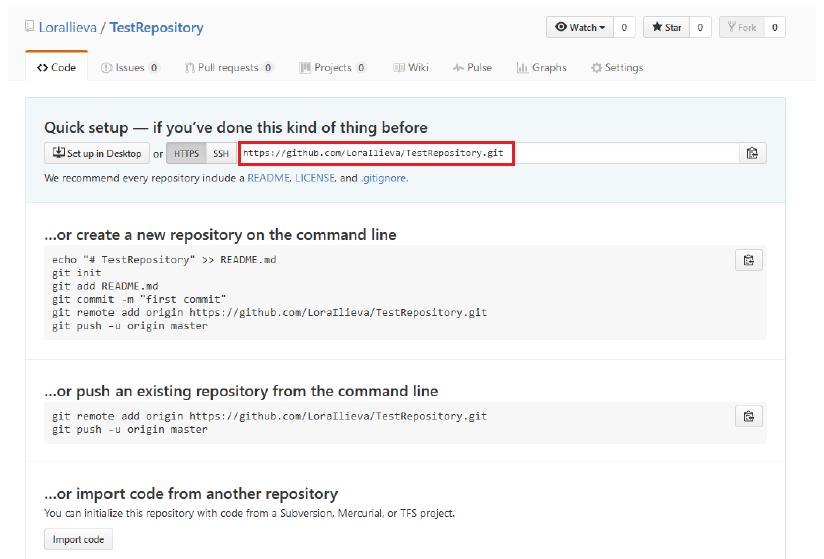 LoraIlieva / TestRepository
Watch 0 Star 0 Fork 0
Code Issues 0 Pull requests 0 Projects 0 Wiki Pulse Graphs Settings
Quick setup — if you've done this kind of thing before
Set up in Desktop or HTTPS SSH https://github.com/LoraIlieva/TestRepository.git
We recommend every repository include a README, LICENSE, and .gitignore.
...or create a new repository on the command line
echo "# TestRepository" >> README.md
git init
git add README.md
git commit -m "first commit"
git remote add origin https://github.com/LoraIlieva/TestRepository.git
git push -u origin master
...or push an existing repository from the command line
git remote add origin https://github.com/LoraIlieva/TestRepository.git
git push -u origin master
...or import code from another repository
You can initialize this repository with code from a Subversion, Mercurial, or TFS project.
Import code